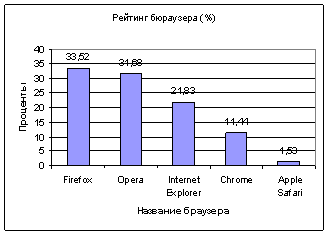 Рейтинг бюраузера (%)
Проценты
40
35
30
25
20
15
10
5
0
33,52
31,68
21,83
11,44
1,53
Firefox
Opera
Internet
Explorer
Chrome
Apple
Safari
Название браузера